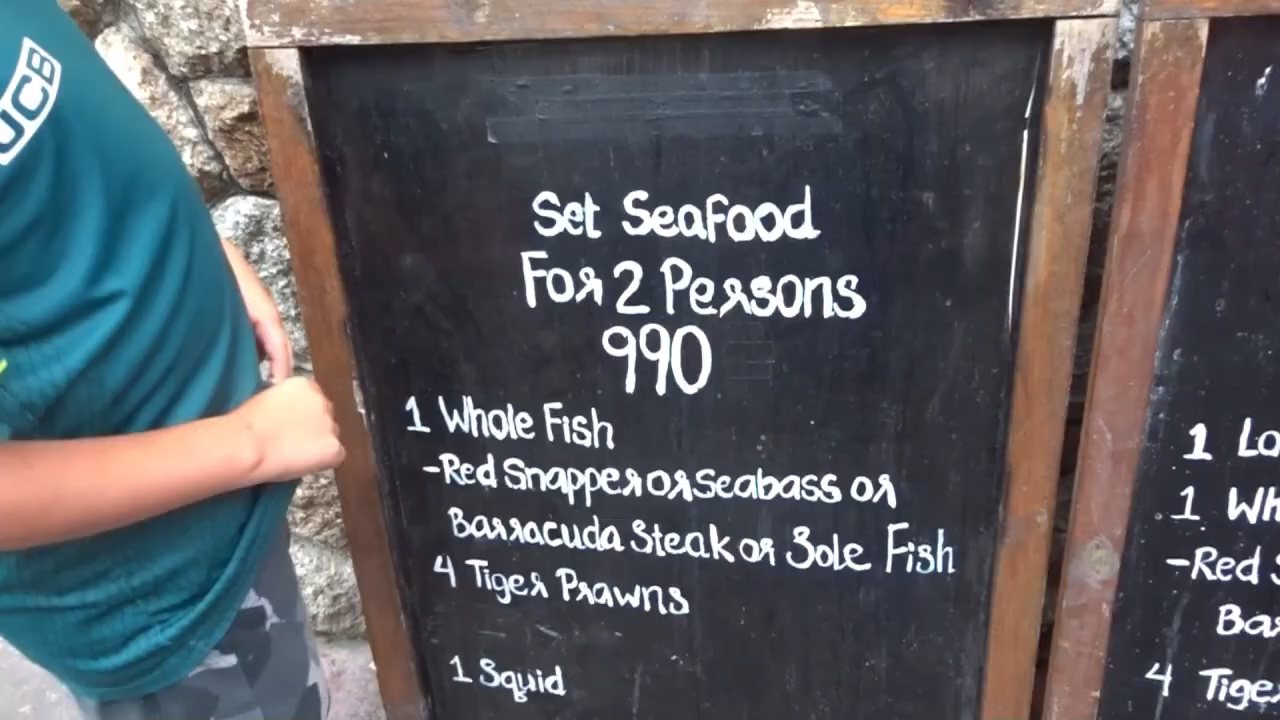 UCB
Set Seafood
For 2 Persons
990
1 Whole Fish
-Red Snapper or Seabass or
Barracuda Steak or Sole Fish
4 Tiger Prawns
1 Squid
1
1 Wh
-Red
4 Tige